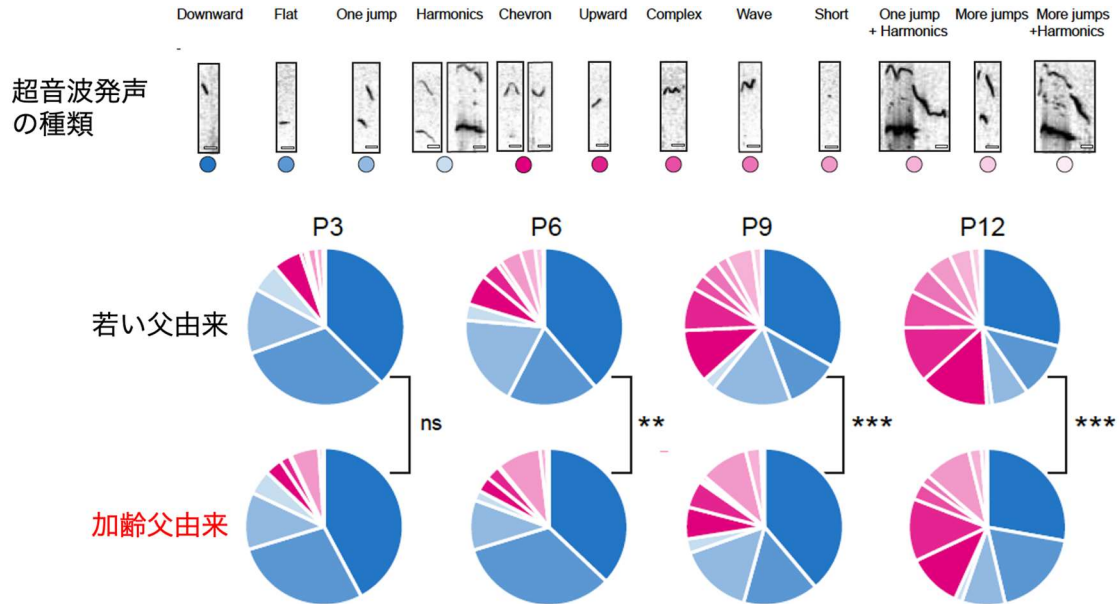 Downward Flat One jump Harmonics Chevron Upward Complex Wave Short One jump + Harmonics More jumps More jumps +Harmonics
超音波発声
の種類
P3 P6 P9 P12
若い父由来
ns ** *** ***
加齢父由来